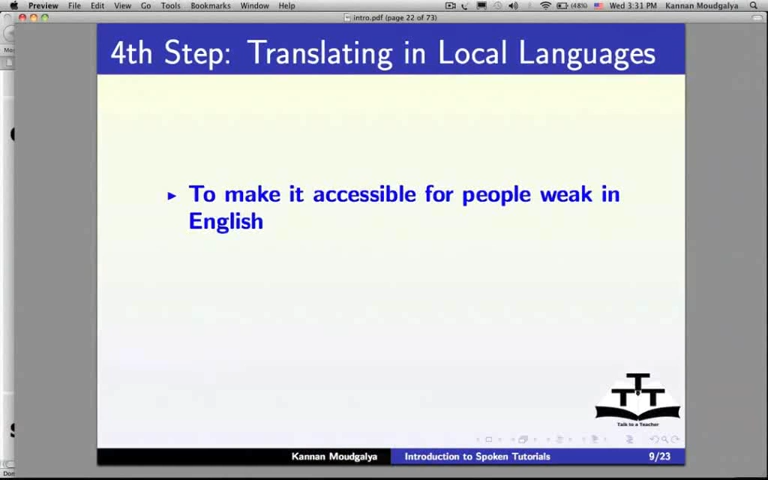 Preview File Edit View Go Tools Bookmarks Window Help (48%) Wed 3:31 PM Kannan Moudgalya
intro.pdf (page 22 of 73)
4th Step: Translating in Local Languages
▸ To make it accessible for people weak in
English
T
T T
Talk to a Teacher
Kannan Moudgalya Introduction to Spoken Tutorials 9/23